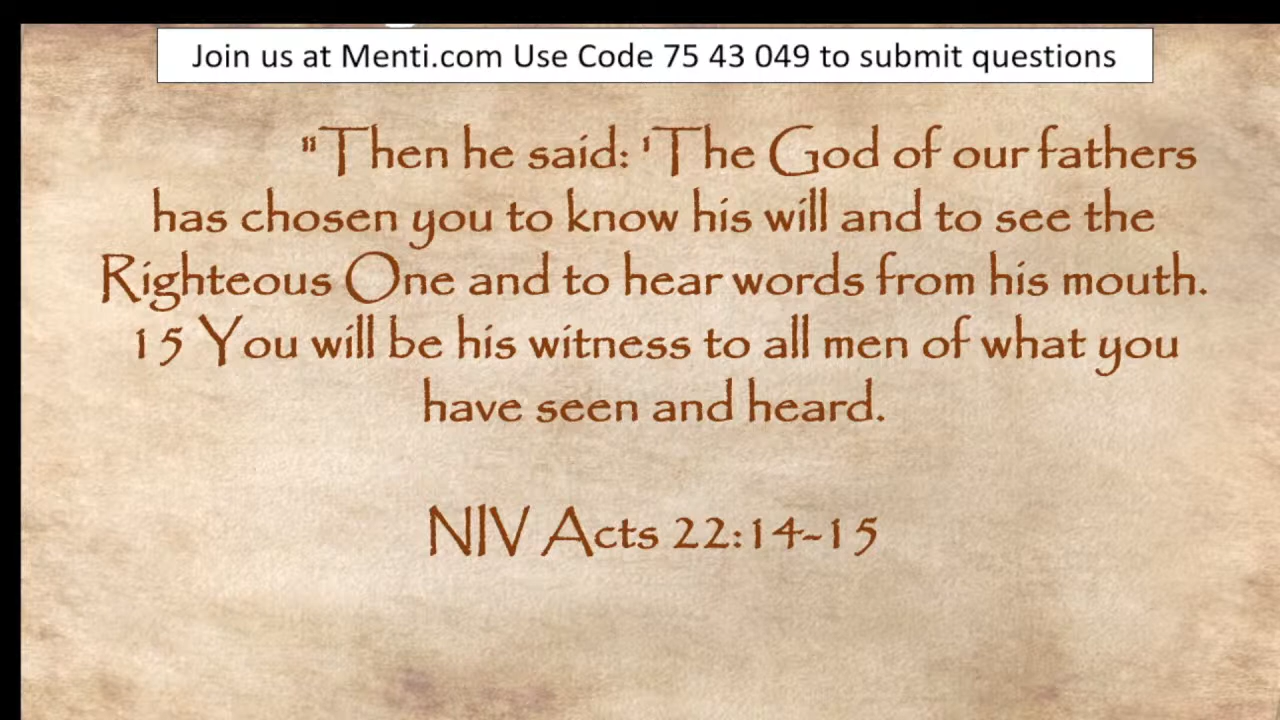 Join us at Menti.com Use Code 75 43 049 to submit questions
"Then he said: 'The God of our fathers
has chosen you to know his will and to see the
Righteous One and to hear words from his mouth.
15 You will be his witness to all men of what you
have seen and heard.
NIV Acts 22:14-15